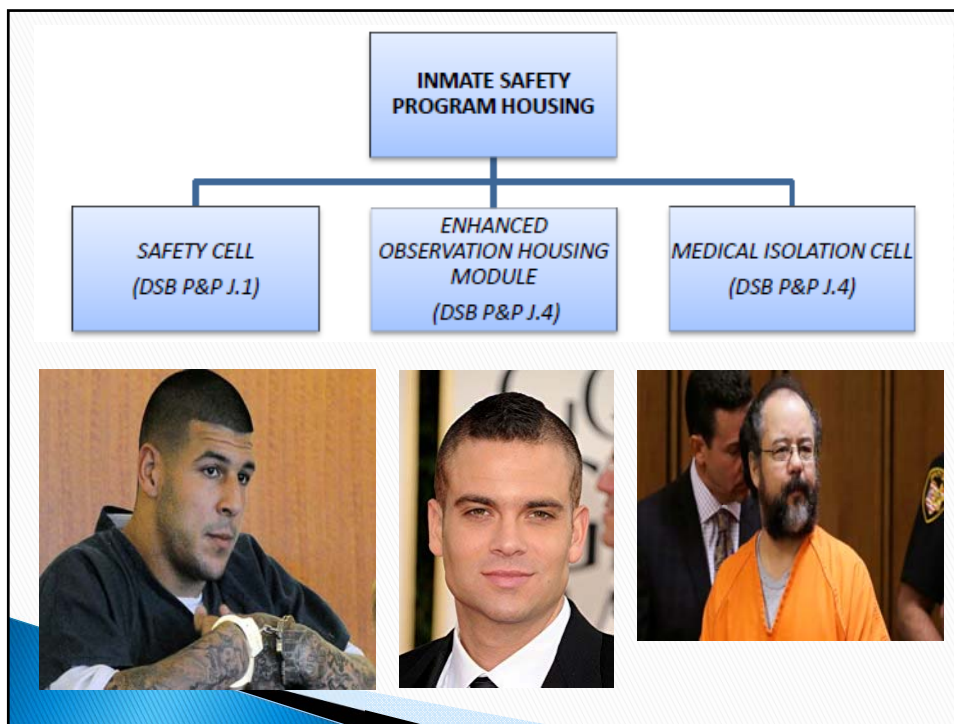 INMATE SAFETY
PROGRAM HOUSING
SAFETY CELL
(DSB P&P J.1)
ENHANCED
OBSERVATION HOUSING
MODULE
(DSB P&P J.4)
MEDICAL ISOLATION CELL
(DSB P&P J.4)